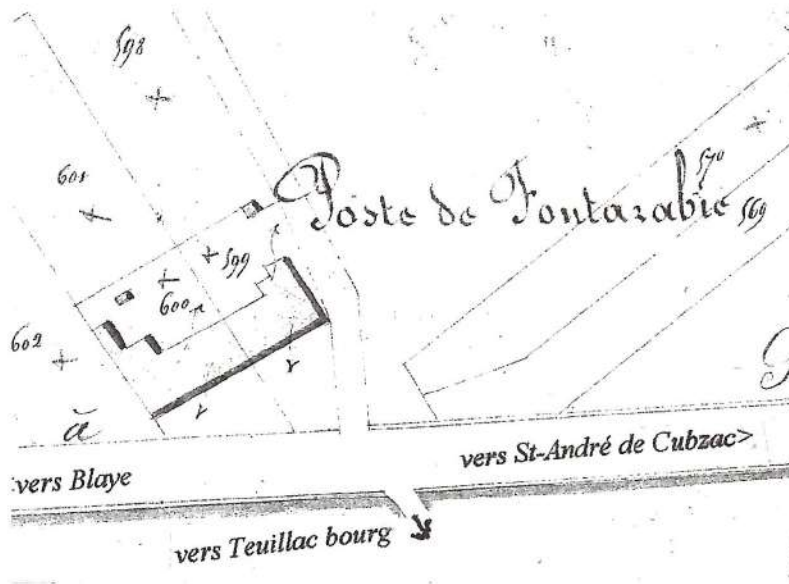 598
601
570
Poste de Fontarabie
569
599
600
602
à
P
vers St-André de Cubzac>
vers Blaye
vers Teuillac bourg